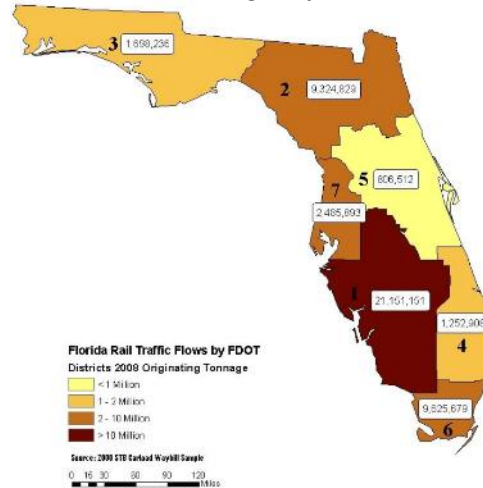 3 1,698,236
2 9,324,829
5 806,512
7
2,485,893
1 21,151,151
1,252,908
4
9,625,679
6
Florida Rail Traffic Flows by FDOT
Districts 2008 Originating Tonnage
< 1 Million
1 - 2 Million
2 - 10 Million
> 10 Million
Source: 2008 STB Carload Waybill Sample
0 15 30 60 90 120
Miles